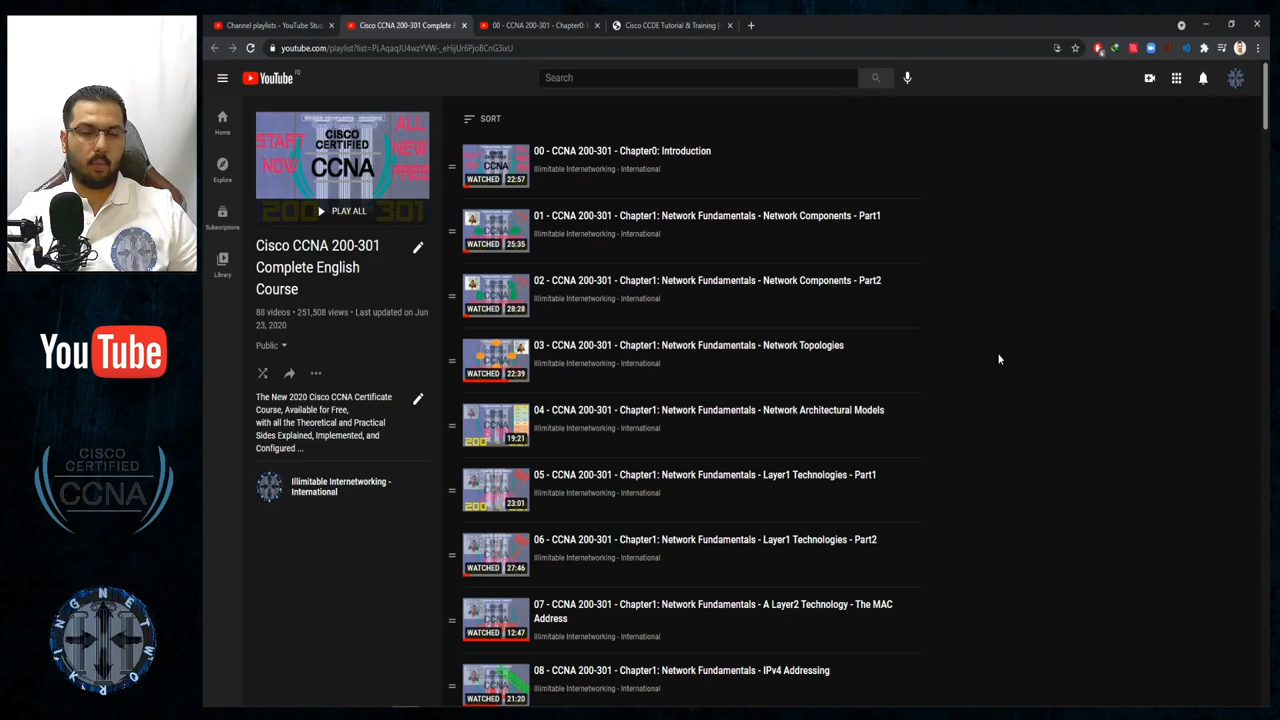 Channel playlists - YouTube Stu
Cisco CCNA 200-301 Complete E
00 - CCNA 200-301 - Chapter0: In
Cisco CCDE Tutorial & Training |
youtube.com/playlist?list=PLAqaqJU4wzYVW-_eHijUr6PjoBCnG3ixU
YouTube IQ
Search
Home
Explore
Subscriptions
Library
START NOW
CISCO CERTIFIED CCNA
ALL NEW FREE
200 301
PLAY ALL
Cisco CCNA 200-301
Complete English
Course
88 videos • 251,508 views • Last updated on Jun
23, 2020
Public
The New 2020 Cisco CCNA Certificate
Course, Available for Free,
with all the Theoretical and Practical
Sides Explained, Implemented, and
Configured ...
Illimitable Internetworking -
International
SORT
00 - CCNA 200-301 - Chapter0: Introduction
Illimitable Internetworking - International
WATCHED 22:57
01 - CCNA 200-301 - Chapter1: Network Fundamentals - Network Components - Part1
Illimitable Internetworking - International
WATCHED 25:35
02 - CCNA 200-301 - Chapter1: Network Fundamentals - Network Components - Part2
Illimitable Internetworking - International
WATCHED 28:28
03 - CCNA 200-301 - Chapter1: Network Fundamentals - Network Topologies
Illimitable Internetworking - International
WATCHED 22:39
04 - CCNA 200-301 - Chapter1: Network Fundamentals - Network Architectural Models
Illimitable Internetworking - International
200 19:21
05 - CCNA 200-301 - Chapter1: Network Fundamentals - Layer1 Technologies - Part1
Illimitable Internetworking - International
200 23:01
06 - CCNA 200-301 - Chapter1: Network Fundamentals - Layer1 Technologies - Part2
Illimitable Internetworking - International
WATCHED 27:46
07 - CCNA 200-301 - Chapter1: Network Fundamentals - A Layer2 Technology - The MAC
Address
Illimitable Internetworking - International
WATCHED 12:47
08 - CCNA 200-301 - Chapter1: Network Fundamentals - IPv4 Addressing
Illimitable Internetworking - International
WATCHED 21:20
YouTube
CISCO
CERTIFIED
CCNA